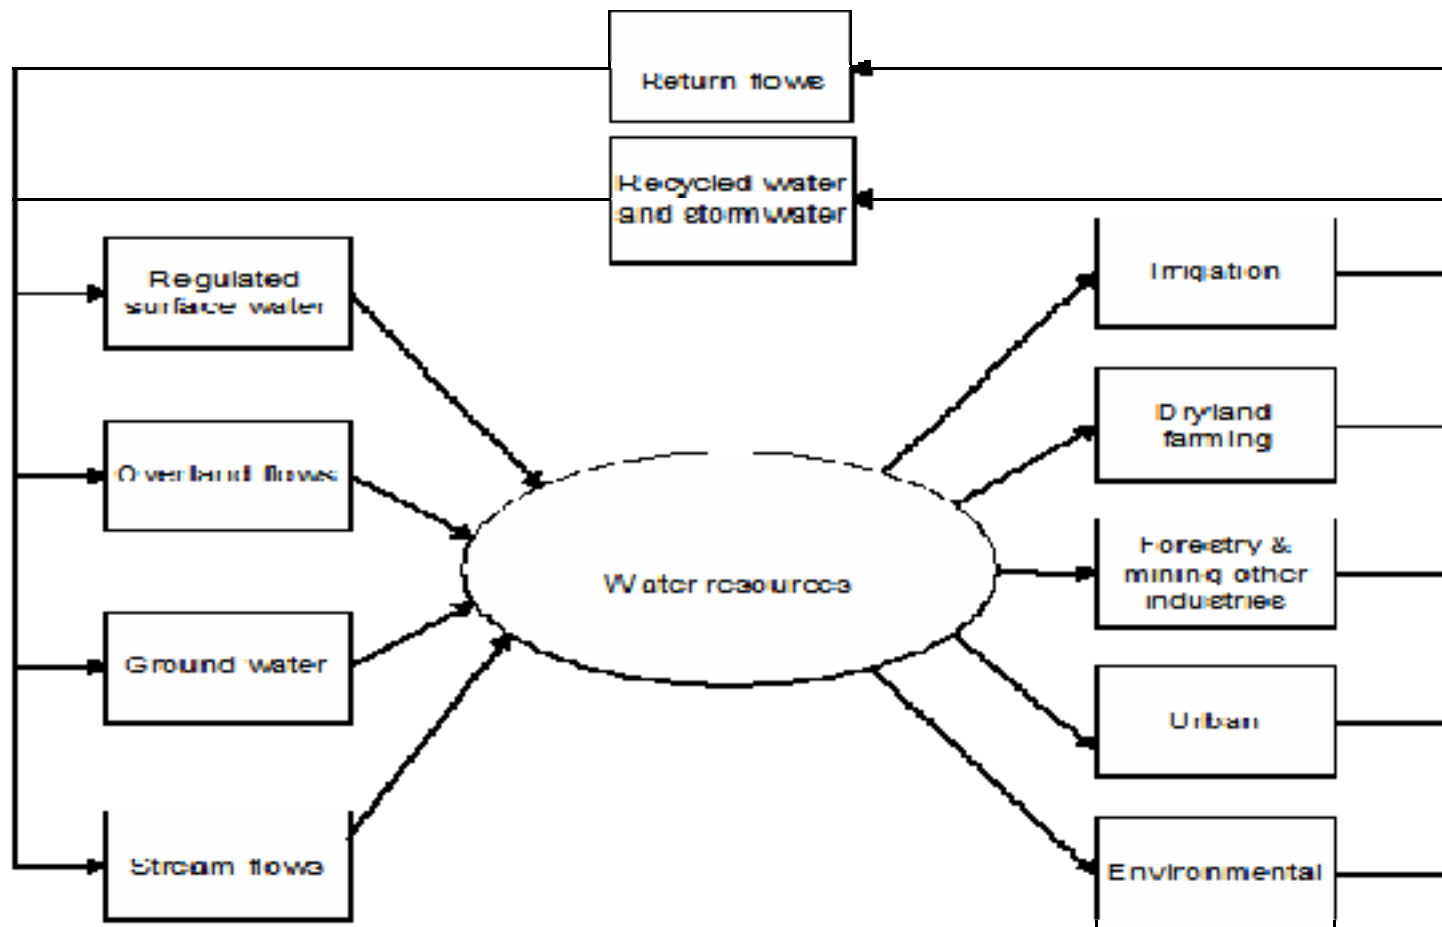 Return flows
Recycled water
and stormwater
Regulated
surface water
Irrigation
Dryland
farming
Overland flows
Forestry &
mining other
industries
Water resources
Ground water
Urban
Stream flows
Environmental